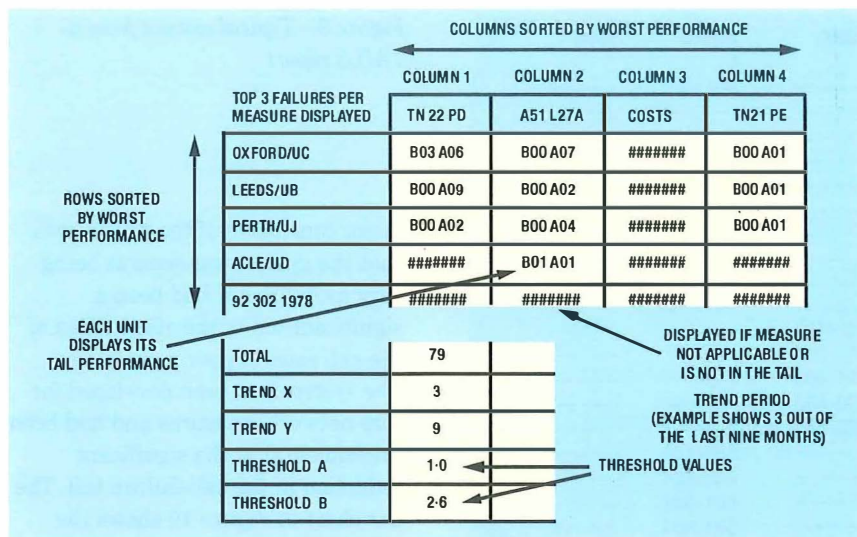 COLUMNS SORTED BY WORST PERFORMANCE
COLUMN 1 COLUMN 2 COLUMN 3 COLUMN 4
TOP 3 FAILURES PER
MEASURE DISPLAYED
TN 22 PD A51 L27A COSTS TN21 PE
OXFORD/UC B03 A06 B00 A07 ####### B00 A01
LEEDS/UB B00 A09 B00 A02 ####### B00 A01
PERTH/UJ B00 A02 B00 A04 ####### B00 A01
ACLE/UD ####### B01 A01 ####### #######
92 302 1978 ####### ####### ####### #######
ROWS SORTED
BY WORST
PERFORMANCE
EACH UNIT
DISPLAYS ITS
TAIL PERFORMANCE
DISPLAYED IF MEASURE
NOT APPLICABLE OR
IS NOT IN THE TAIL
TOTAL 79
TREND X 3
TREND Y 9
THRESHOLD A 1·0
THRESHOLD B 2·6
TREND PERIOD
(EXAMPLE SHOWS 3 OUT OF
THE LAST NINE MONTHS)
THRESHOLD VALUES